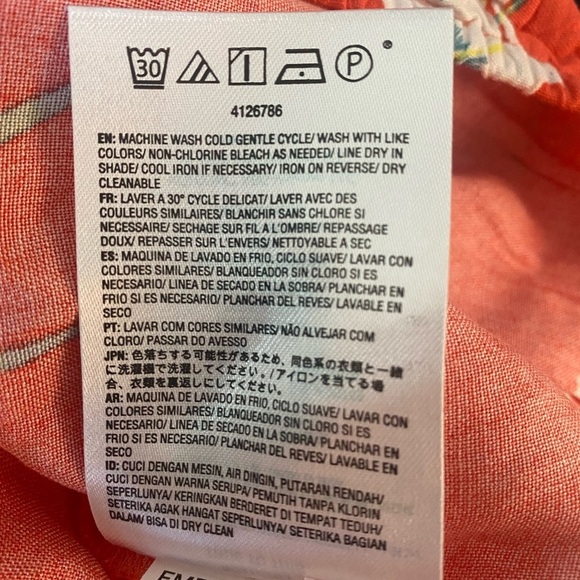 30 P
4126786
EN: MACHINE WASH COLD GENTLE CYCLE/ WASH WITH LIKE
COLORS/ NON-CHLORINE BLEACH AS NEEDED/ LINE DRY IN
SHADE/ COOL IRON IF NECESSARY/ IRON ON REVERSE/ DRY
CLEANABLE
FR: LAVER A 30° CYCLE DELICAT/ LAVER AVEC DES
COULEURS SIMILAIRES/ BLANCHIR SANS CHLORE SI
NECESSAIRE/ SECHAGE SUR FIL A L'OMBRE/ REPASSAGE
DOUX/ REPASSER SUR L'ENVERS/ NETTOYABLE A SEC
ES: MAQUINA DE LAVADO EN FRIO, CICLO SUAVE/ LAVAR CON
COLORES SIMILARES/ BLANQUEADOR SIN CLORO SI ES
NECESARIO/ LINEA DE SECADO EN LA SOBRA/ PLANCHAR EN
FRIO SI ES NECESARIO/ PLANCHAR DEL REVES/ LAVABLE EN
SECO
PT: LAVAR COM CORES SIMILARES/ NÃO ALVEJAR COM
CLORO/ PASSAR DO AVESSO
JPN: 色落ちする可能性があるため、同色系の衣類と一緒
に洗濯機で洗濯してください。/アイロンを当てる場
合、衣類を裏返しにしてください。
AR: MAQUINA DE LAVADO EN FRIO, CICLO SUAVE/ LAVAR CON
COLORES SIMILARES/ BLANQUEADOR SIN CLORO SI ES
NECESARIO/ LINEA DE SECADO EN LA SOBRA/ PLANCHAR EN
FRIO SI ES NECESARIO/ PLANCHAR DEL REVES/ LAVABLE EN
SECO
ID: CUCI DENGAN MESIN, AIR DINGIN, PUTARAN RENDAH/
CUCI DENGAN WARNA SERUPA/ PEMUTIH TANPA KLORIN
SEPERLUNYA/ KERINGKAN BERDERET DI TEMPAT TEDUH/
SETERIKA AGAK HANGAT SEPERLUNYA/ SETERIKA BAGIAN
DALAM/ BISA DI DRY CLEAN